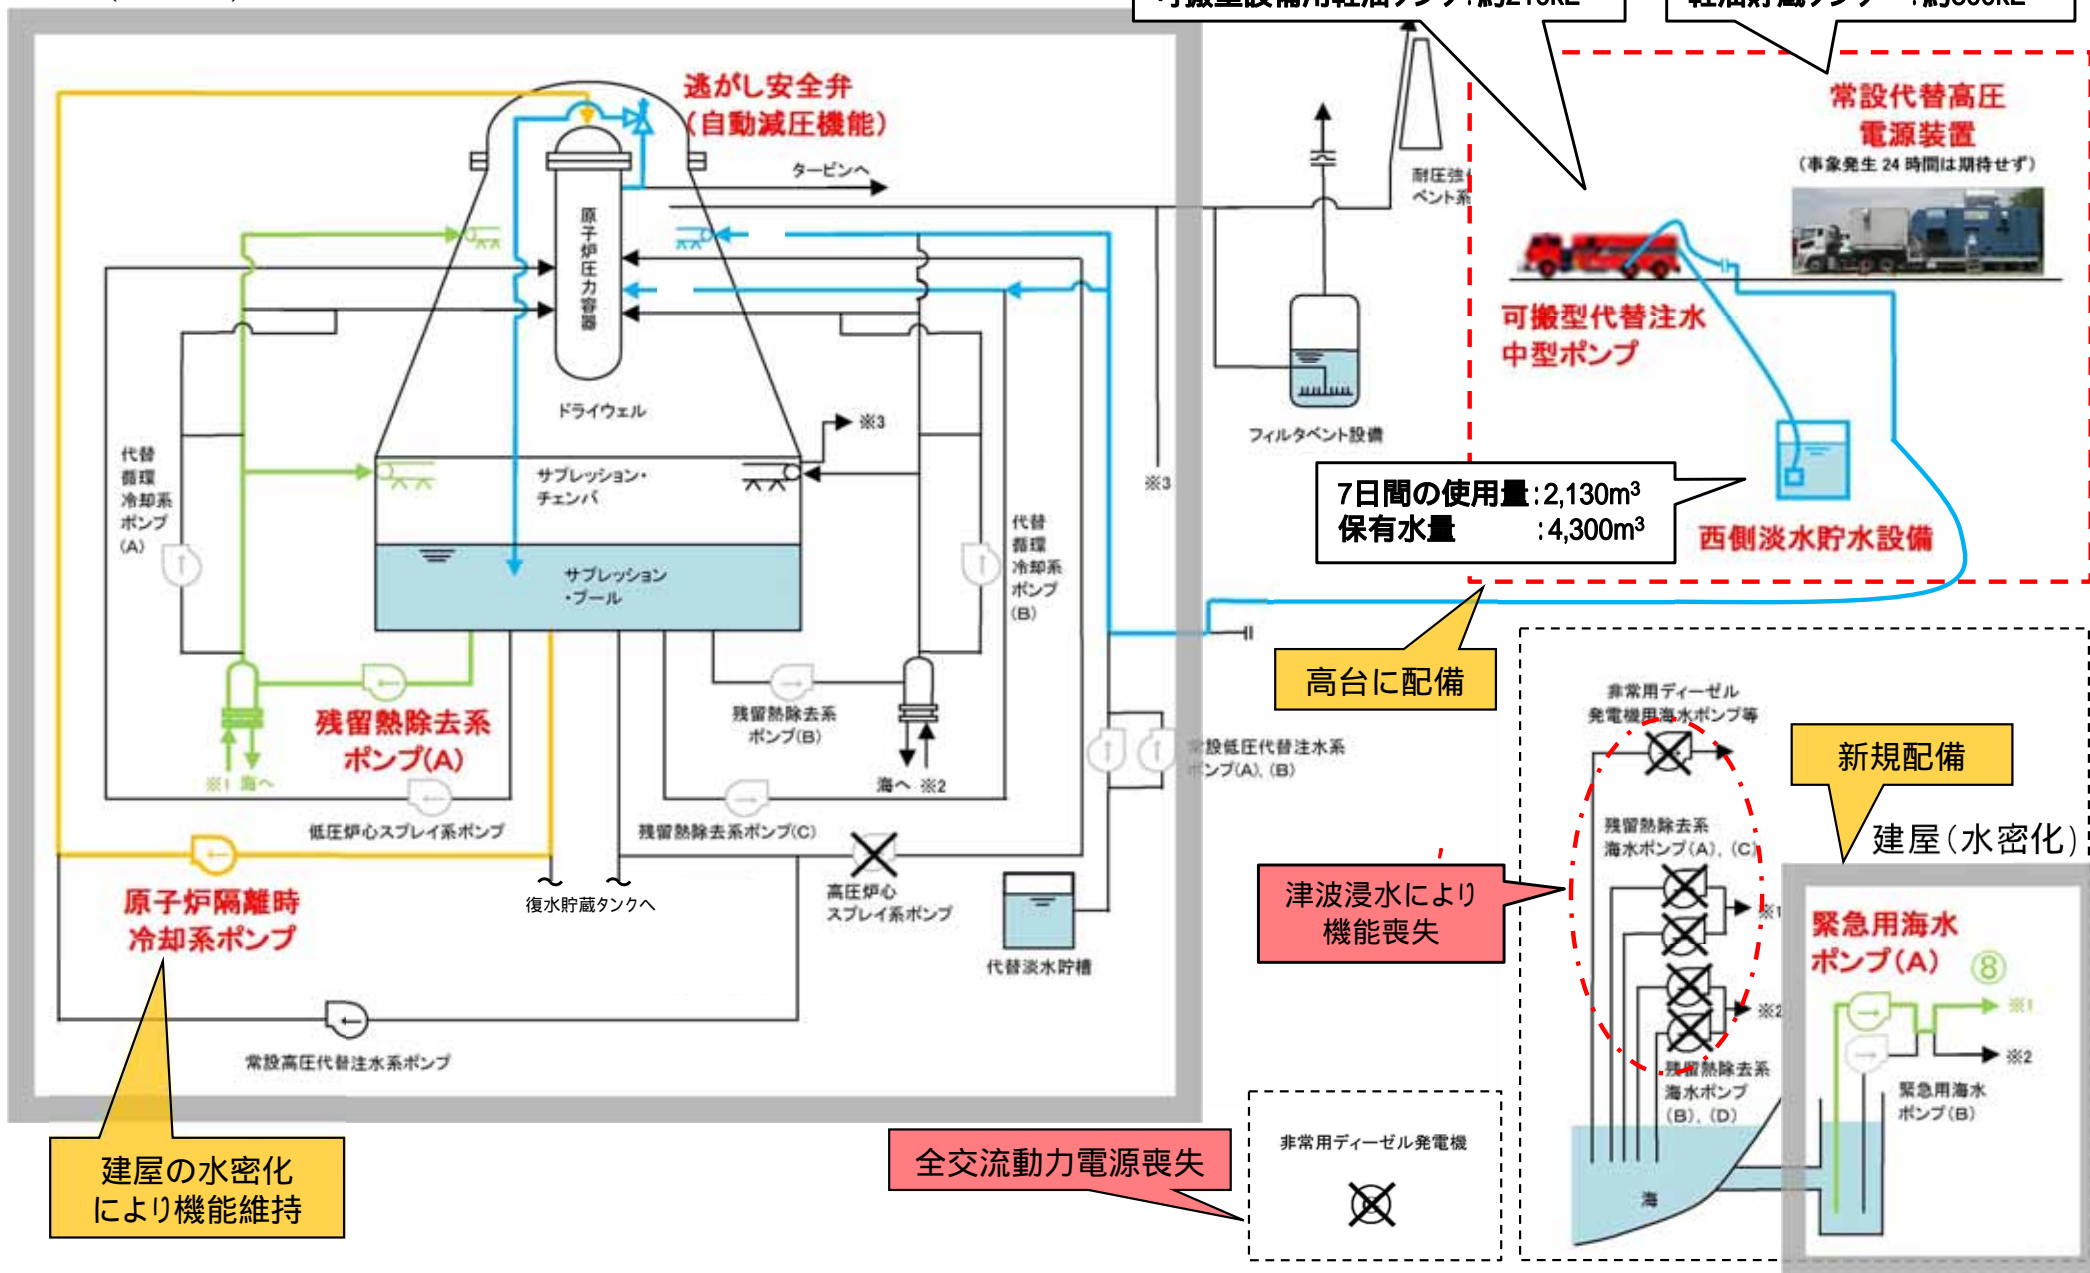 逃がし安全弁
(自動減圧機能)
タービンへ
原子炉圧力容器
ドライウェル
サプレッション・
チェンバ
サプレッション
・プール
※3
代替
循環
冷却系
ポンプ
(A)
代替
循環
冷却系
ポンプ
(B)
残留熱除去系
ポンプ(A)
※1 海へ
残留熱除去系
ポンプ(B)
海へ ※2
低圧炉心スプレイ系ポンプ
残留熱除去系ポンプ(C)
原子炉隔離時
冷却系ポンプ
復水貯蔵タンクへ
高圧炉心
スプレイ系ポンプ
常設高圧代替注水系ポンプ
代替淡水貯槽
常設低圧代替注水系
ポンプ(A), (B)
建屋の水密化
により機能維持
耐圧強
ベント系
フィルタベント設備
※3
常設代替高圧
電源装置
(事象発生 24 時間は期待せず)
可搬型代替注水
中型ポンプ
7日間の使用量:2,130m³
保有水量 :4,300m³
西側淡水貯水設備
高台に配備
非常用ディーゼル
発電機用海水ポンプ等
新規配備
建屋(水密化)
残留熱除去系
海水ポンプ(A), (C)
※1
津波浸水により
機能喪失
※2
残留熱除去系
海水ポンプ
(B), (D)
緊急用海水
ポンプ(A)
⑧
※1
※2
緊急用海水
ポンプ(B)
海
全交流動力電源喪失
非常用ディーゼル発電機